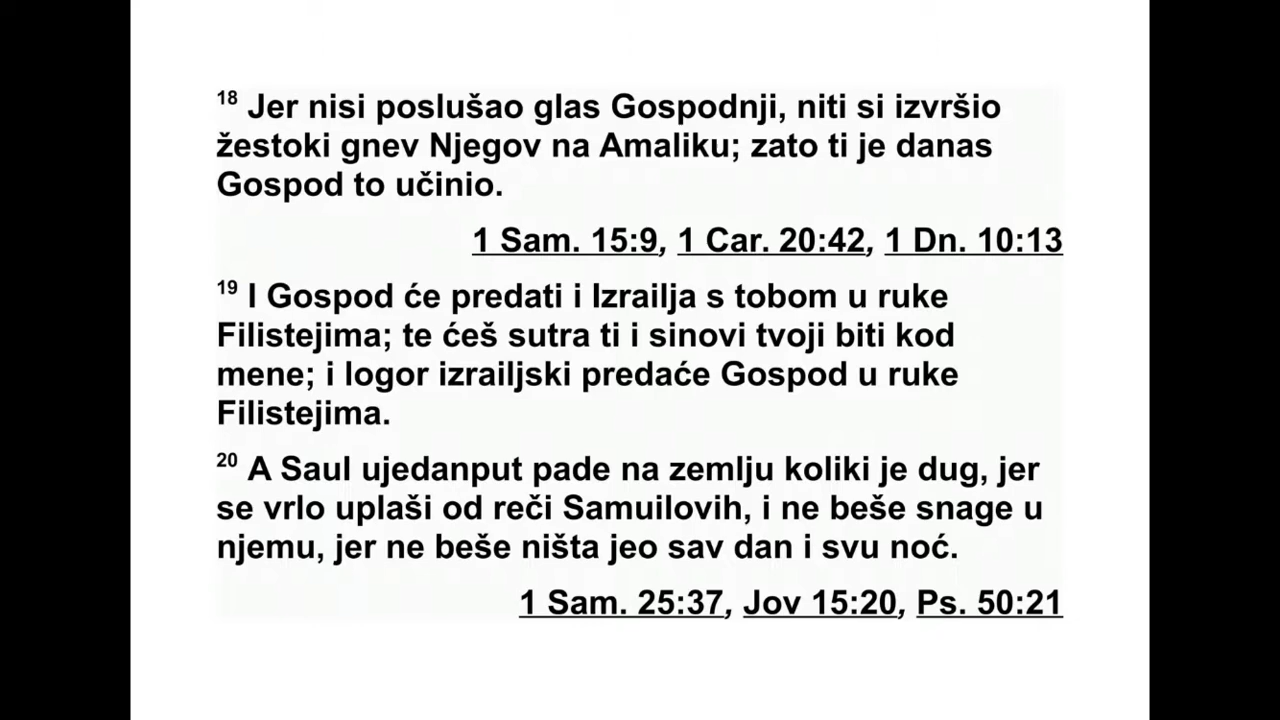 18 Jer nisi poslušao glas Gospodnji, niti si izvršio
žestoki gnev Njegov na Amaliku; zato ti je danas
Gospod to učinio.
1 Sam. 15:9, 1 Car. 20:42, 1 Dn. 10:13
19 I Gospod će predati i Izrailja s tobom u ruke
Filistejima; te ćeš sutra ti i sinovi tvoji biti kod
mene; i logor izrailjski predaće Gospod u ruke
Filistejima.
20 A Saul ujedanput pade na zemlju koliki je dug, jer
se vrlo uplaši od reči Samuilovih, i ne beše snage u
njemu, jer ne beše ništa jeo sav dan i svu noć.
1 Sam. 25:37, Jov 15:20, Ps. 50:21